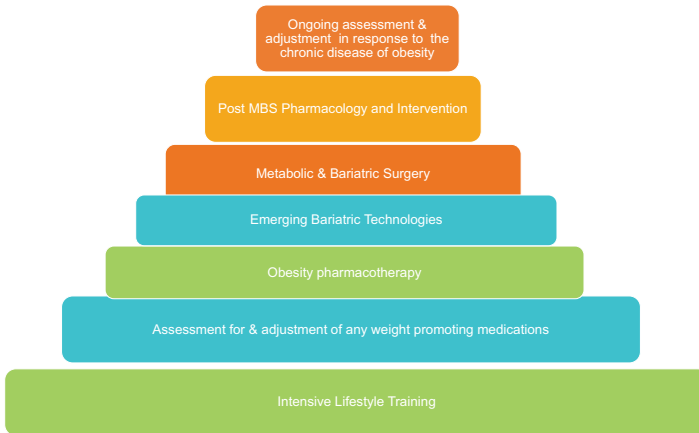 Ongoing assessment &
adjustment in response to the
chronic disease of obesity
Post MBS Pharmacology and Intervention
Metabolic & Bariatric Surgery
Emerging Bariatric Technologies
Obesity pharmacotherapy
Assessment for & adjustment of any weight promoting medications
Intensive Lifestyle Training